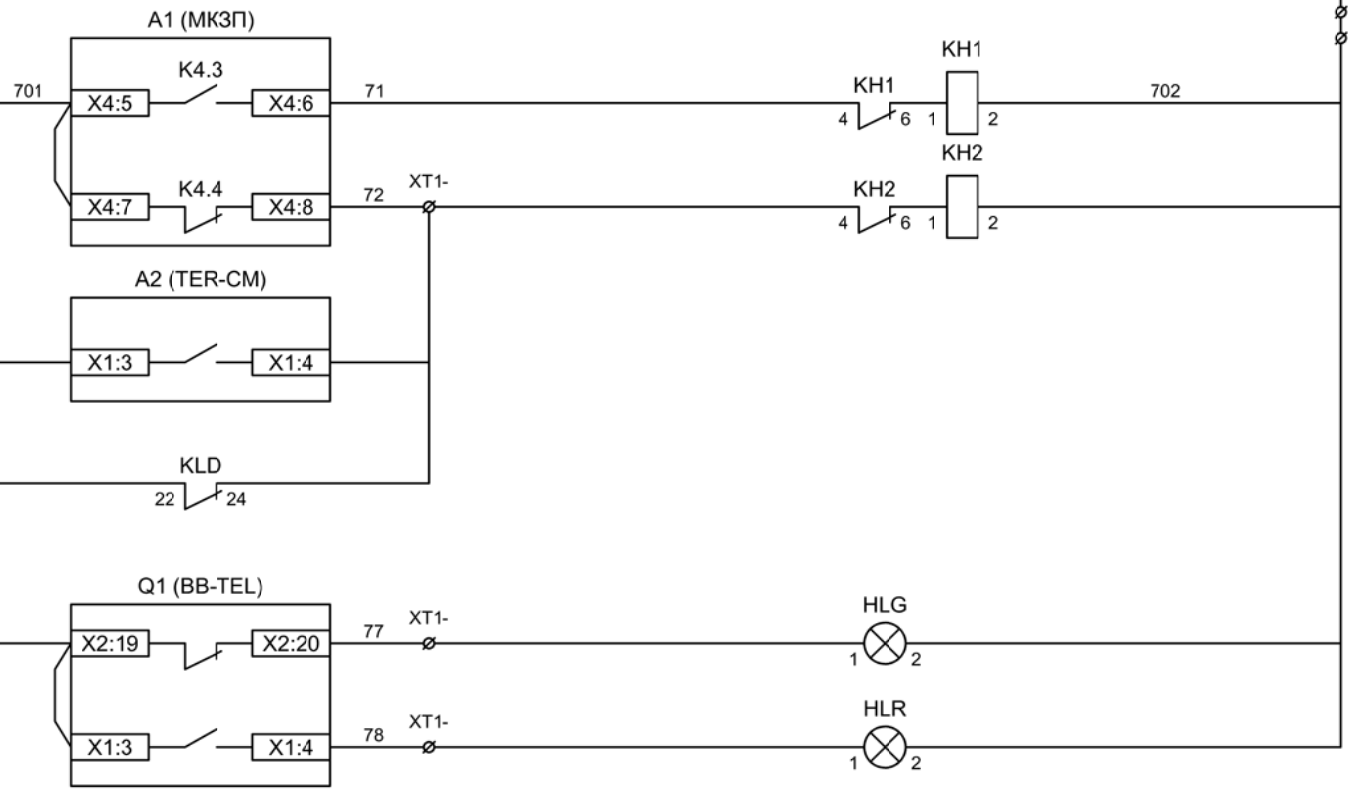 A1 (МКЗП)
701
X4:5
K4.3
X4:6
71
KH1
4
6
KH1
1
2
702
X4:7
K4.4
X4:8
72
XT1-
KH2
4
6
KH2
1
2
A2 (TER-CM)
X1:3
X1:4
KLD
22
24
Q1 (BB-TEL)
X2:19
X2:20
77
XT1-
HLG
1
2
X1:3
X1:4
78
XT1-
HLR
1
2